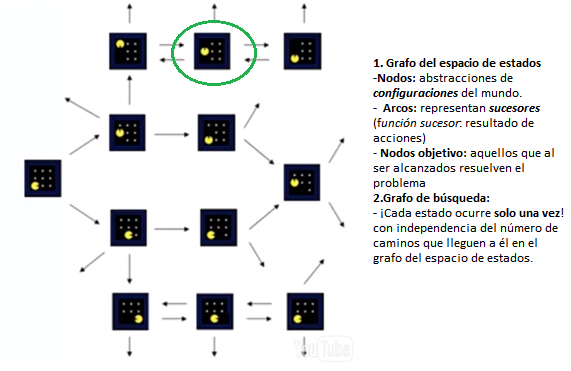 1. Grafo del espacio de estados
-Nodos: abstracciones de
configuraciones del mundo.
- Arcos: representan sucesores
(función sucesor: resultado de
acciones)
- Nodos objetivo: aquellos que al
ser alcanzados resuelven el
problema
2.Grafo de búsqueda:
- ¡Cada estado ocurre solo una vez!
con independencia del número de
caminos que lleguen a él en el
grafo del espacio de estados.
YouTube